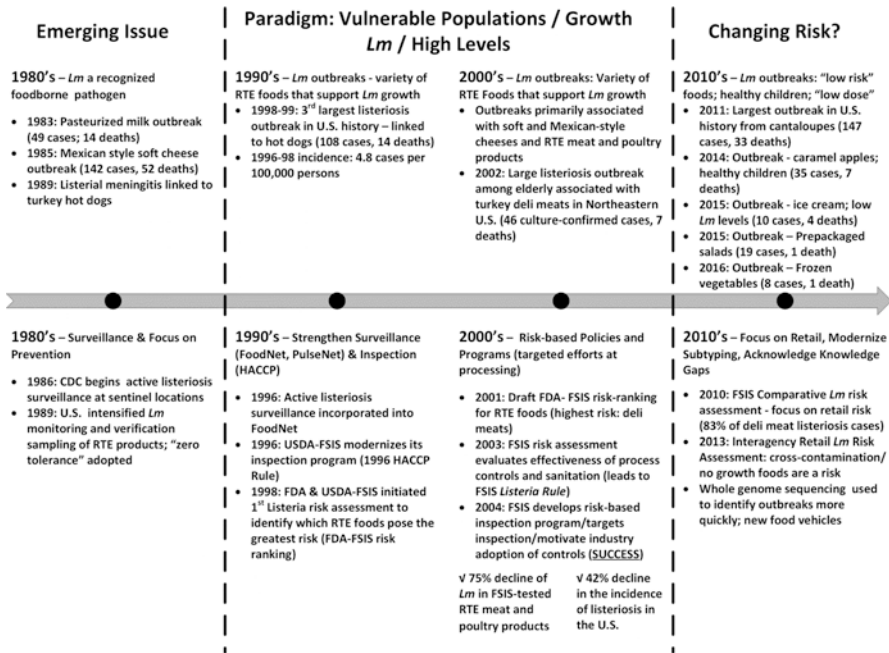 Emerging Issue
Paradigm: Vulnerable Populations / Growth
Lm / High Levels
Changing Risk?
1980's – Lm a recognized
foodborne pathogen
• 1983: Pasteurized milk outbreak
(49 cases; 14 deaths)
• 1985: Mexican style soft cheese
outbreak (142 cases, 52 deaths)
• 1989: Listerial meningitis linked to
turkey hot dogs
1990's – Lm outbreaks - variety of
RTE foods that support Lm growth
• 1998-99: 3rd largest listeriosis
outbreak in U.S. history – linked
to hot dogs (108 cases, 14 deaths)
• 1996-98 incidence: 4.8 cases per
100,000 persons
2000's – Lm outbreaks: Variety of
RTE Foods that support Lm growth
• Outbreaks primarily associated
with soft and Mexican-style
cheeses and RTE meat and poultry
products
• 2002: Large listeriosis outbreak
among elderly associated with
turkey deli meats in Northeastern
U.S. (46 culture-confirmed cases, 7
deaths)
2010's – Lm outbreaks: "low risk"
foods; healthy children; "low dose"
• 2011: Largest outbreak in U.S.
history from cantaloupes (147
cases, 33 deaths)
• 2014: Outbreak - caramel apples;
healthy children (35 cases, 7
deaths)
• 2015: Outbreak - ice cream; low
Lm levels (10 cases, 4 deaths)
• 2015: Outbreak – Prepackaged
salads (19 cases, 1 death)
• 2016: Outbreak – Frozen
vegetables (8 cases, 1 death)
1980's – Surveillance & Focus on
Prevention
• 1986: CDC begins active listeriosis
surveillance at sentinel locations
• 1989: U.S. intensified Lm
monitoring and verification
sampling of RTE products; "zero
tolerance" adopted
1990's – Strengthen Surveillance
(FoodNet, PulseNet) & Inspection
(HACCP)
• 1996: Active listeriosis
surveillance incorporated into
FoodNet
• 1996: USDA-FSIS modernizes its
inspection program (1996 HACCP
Rule)
• 1998: FDA & USDA-FSIS initiated
1st Listeria risk assessment to
identify which RTE foods pose the
greatest risk (FDA-FSIS risk
ranking)
2000's – Risk-based Policies and
Programs (targeted efforts at
processing)
• 2001: Draft FDA- FSIS risk-ranking
for RTE foods (highest risk: deli
meats)
• 2003: FSIS risk assessment
evaluates effectiveness of process
controls and sanitation (leads to
FSIS Listeria Rule)
• 2004: FSIS develops risk-based
inspection program/targets
inspection/motivate industry
adoption of controls (SUCCESS)
√ 75% decline of
Lm in FSIS-tested
RTE meat and
poultry products
√ 42% decline
in the incidence
of listeriosis in
the U.S.
2010's – Focus on Retail, Modernize
Subtyping, Acknowledge Knowledge
Gaps
• 2010: FSIS Comparative Lm risk
assessment - focus on retail risk
(83% of deli meat listeriosis cases)
• 2013: Interagency Retail Lm Risk
Assessment: cross-contamination/
no growth foods are a risk
• Whole genome sequencing used
to identify outbreaks more
quickly; new food vehicles